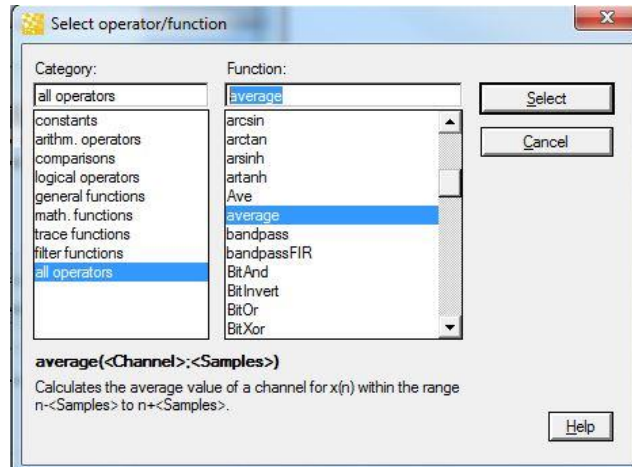 Select operator/function
Category:
Function:
all operators
average
Select
Cancel
constants
arithm. operators
comparisons
logical operators
general functions
math. functions
trace functions
filter functions
all operators
arcsin
arctan
arsinh
artanh
Ave
average
bandpass
bandpassFIR
BitAnd
BitInvert
BitOr
BitXor
average(<Channel>;<Samples>)
Calculates the average value of a channel for x(n) within the range
n-<Samples> to n+<Samples>.
Help